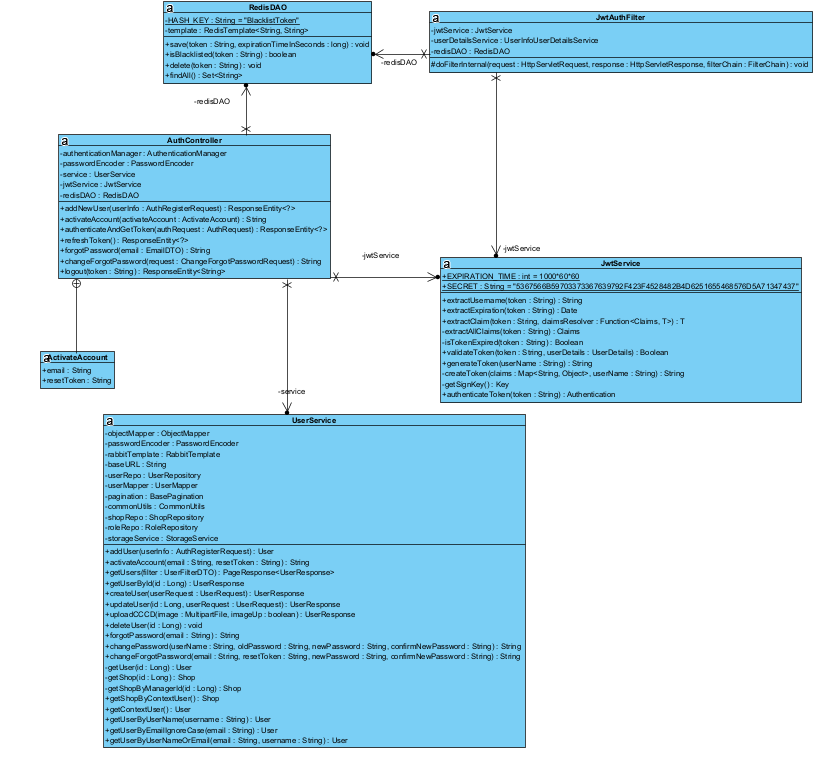 a
RedisDAO
-HASH_KEY : String = "BlacklistToken"
-template : RedisTemplate<String, String>
+save(token : String, expirationTimeInSeconds : long) : void
+isBlacklisted(token : String) : boolean
+delete(token : String) : void
+findAll() : Set<String>
a
JwtAuthFilter
-jwtService : JwtService
-userDetailsService : UserInfoUserDetailsService
-redisDAO : RedisDAO
#doFilterInternal(request : HttpServletRequest, response : HttpServletResponse, filterChain : FilterChain) : void
-redisDAO
-redisDAO
a
AuthController
-authenticationManager : AuthenticationManager
-passwordEncoder : PasswordEncoder
-service : UserService
-jwtService : JwtService
-redisDAO : RedisDAO
+addNewUser(userInfo : AuthRegisterRequest) : ResponseEntity<?>
+activateAccount(activateAccount : ActivateAccount) : String
+authenticateAndGetToken(authRequest : AuthRequest) : ResponseEntity<?>
+refreshToken() : ResponseEntity<?>
+forgotPassword(email : EmailDTO) : String
+changeForgotPassword(request : ChangeForgotPasswordRequest) : String
+logout(token : String) : ResponseEntity<String>
-jwtService
-jwtService
a
JwtService
+EXPIRATION_TIME : int = 1000*60*60
+extractUsername(token : String) : String
+extractExpiration(token : String) : Date
+extractClaim(token : String, claimsResolver : Function<Claims, T>) : T
-extractAllClaims(token : String) : Claims
-isTokenExpired(token : String) : Boolean
+validateToken(token : String, userDetails : UserDetails) : Boolean
+generateToken(userName : String) : String
-createToken(claims : Map<String, Object>, userName : String) : String
-getSignKey() : Key
+authenticateToken(token : String) : Authentication
a
ActivateAccount
+email : String
+resetToken : String
-service
a
UserService
-objectMapper : ObjectMapper
-passwordEncoder : PasswordEncoder
-rabbitTemplate : RabbitTemplate
-baseURL : String
-userRepo : UserRepository
-userMapper : UserMapper
-pagination : BasePagination
-commonUtils : CommonUtils
-shopRepo : ShopRepository
-roleRepo : RoleRepository
-storageService : StorageService
+addUser(userInfo : AuthRegisterRequest) : User
+activateAccount(email : String, resetToken : String) : String
+getUsers(filter : UserFilterDTO) : PageResponse<UserResponse>
+getUserById(id : Long) : UserResponse
+createUser(userRequest : UserRequest) : UserResponse
+updateUser(id : Long, userRequest : UserRequest) : UserResponse
+uploadCCCD(image : MultipartFile, imageUp : boolean) : UserResponse
+deleteUser(id : Long) : void
+forgotPassword(email : String) : String
+changePassword(userName : String, oldPassword : String, newPassword : String, confirmNewPassword : String) : String
+changeForgotPassword(email : String, resetToken : String, newPassword : String, confirmNewPassword : String) : String
-getUser(id : Long) : User
-getShop(id : Long) : Shop
-getShopByManagerId(id : Long) : Shop
+getShopByContextUser() : Shop
+getContextUser() : User
+getUserByUserName(username : String) : User
+getUserByEmailIgnoreCase(email : String) : User
+getUserByUserNameOrEmail(email : String, username : String) : User